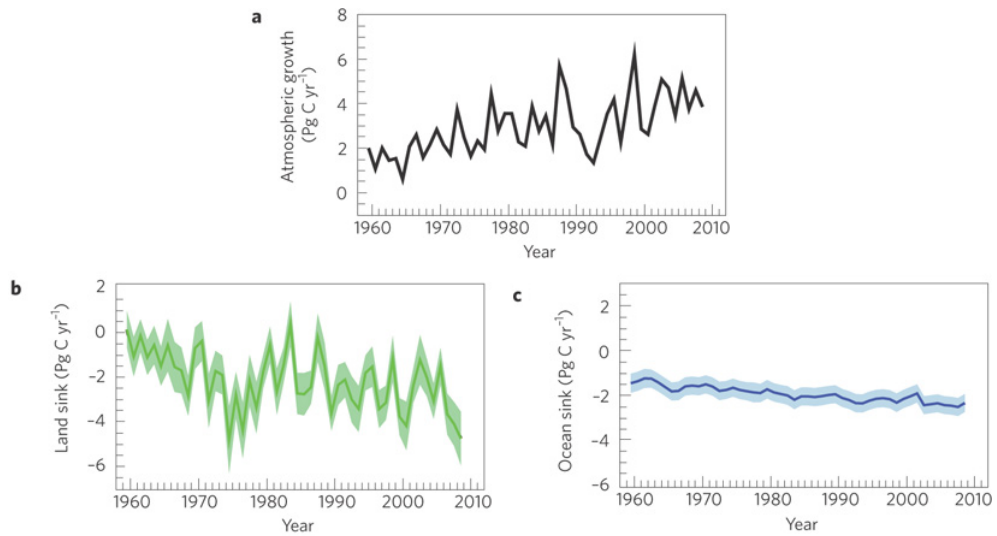 a
Atmospheric growth
(Pg C yr⁻¹)
8
6
4
2
0
1960 1970 1980 1990 2000 2010
Year
b
Land sink (Pg C yr⁻¹)
2
0
−2
−4
−6
1960 1970 1980 1990 2000 2010
Year
c
Ocean sink (Pg C yr⁻¹)
2
0
−2
−4
−6
1960 1970 1980 1990 2000 2010
Year